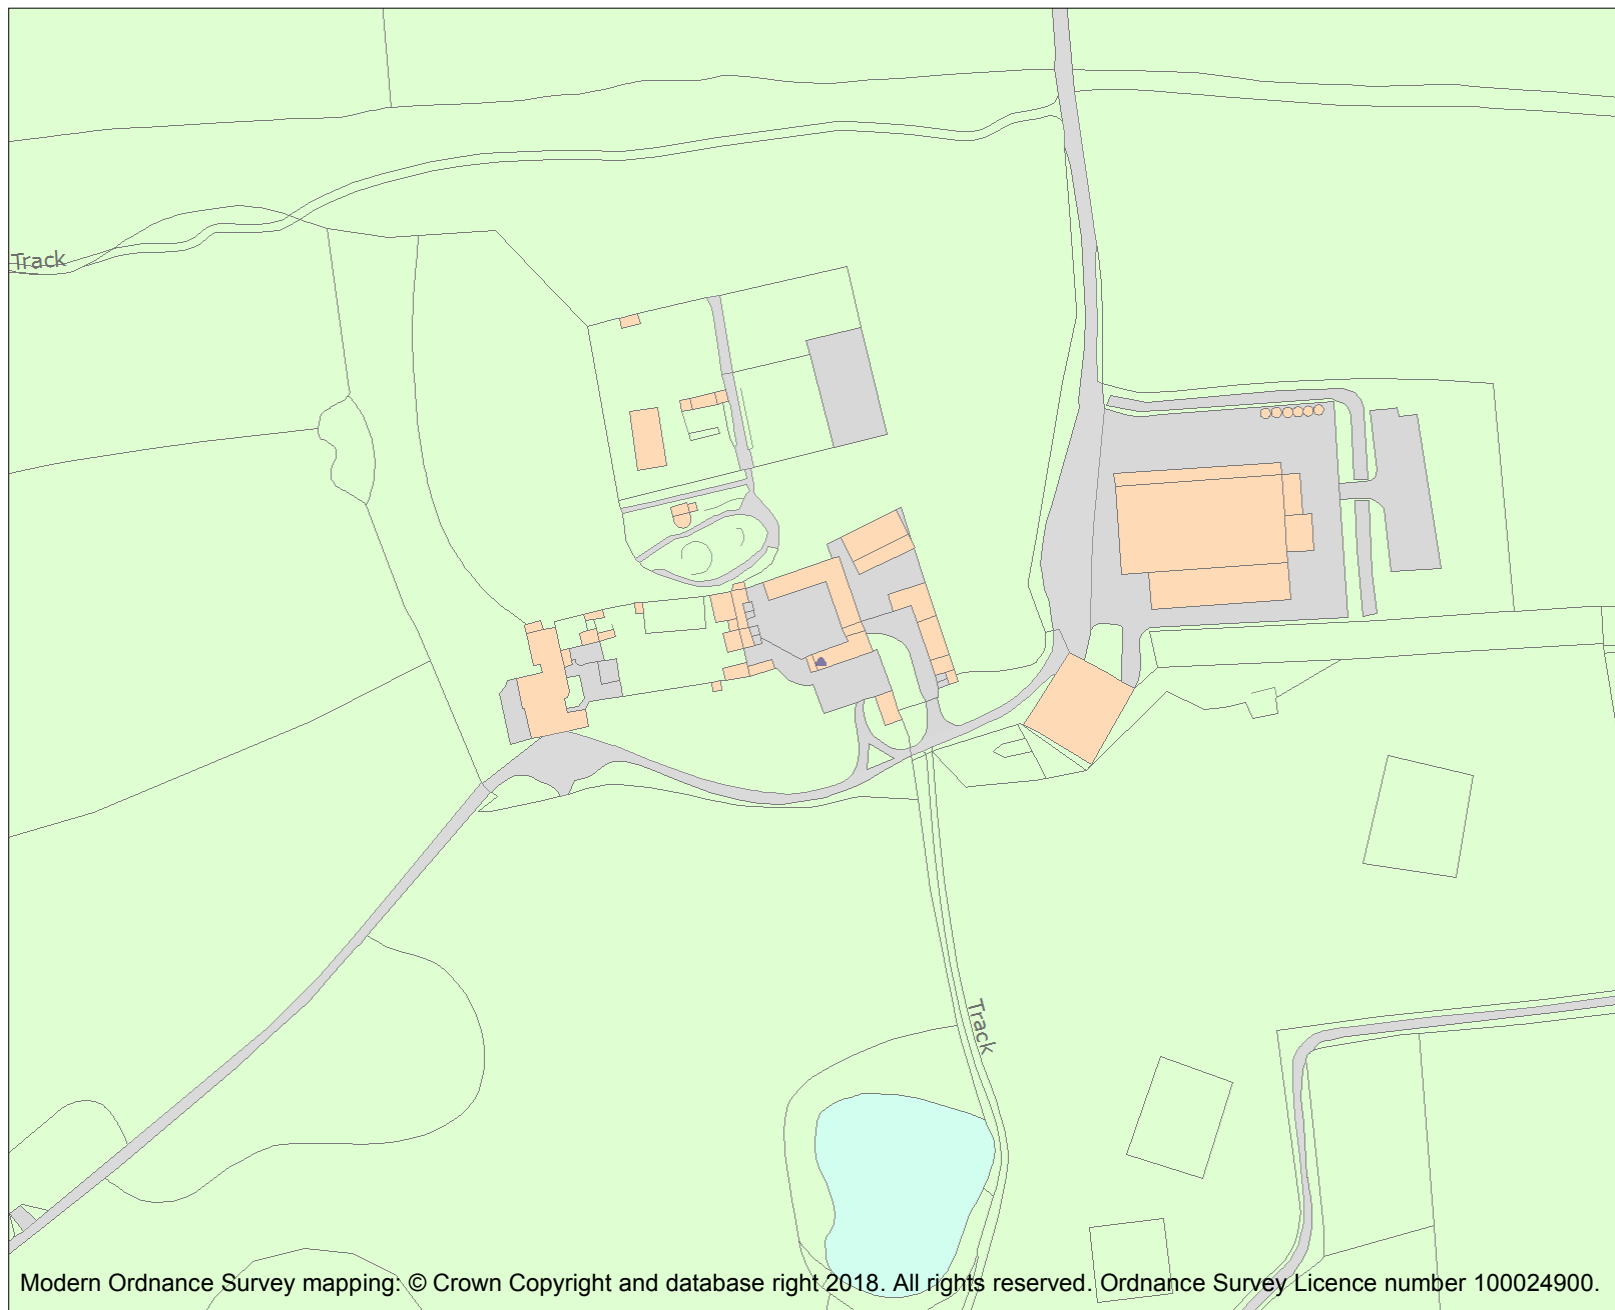 Track
Track
Modern Ordnance Survey mapping: © Crown Copyright and database right 2018. All rights reserved. Ordnance Survey Licence number 100024900.